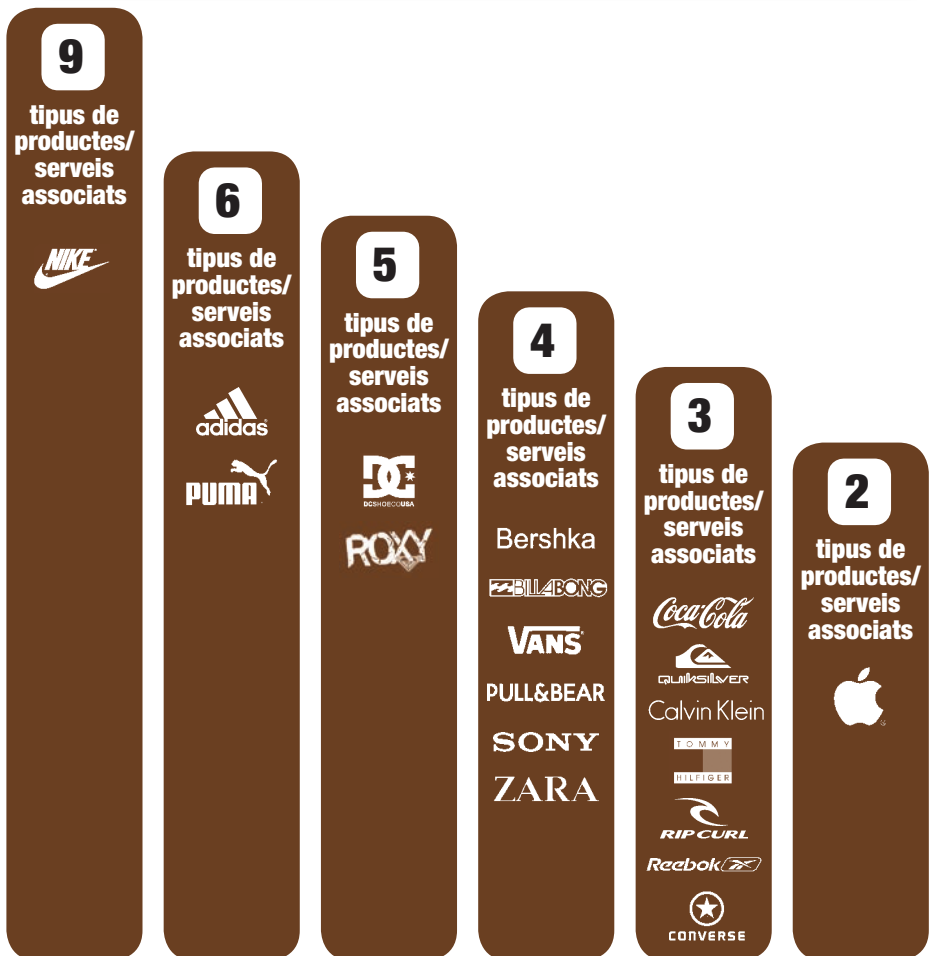 9
tipus de
productes/
serveis
associats
NIKE
6
tipus de
productes/
serveis
associats
adidas
PUMA
5
tipus de
productes/
serveis
associats
DC
DCSHOECOUSA
ROXY
4
tipus de
productes/
serveis
associats
Bershka
BILLABONG
VANS
PULL&BEAR
SONY
ZARA
3
tipus de
productes/
serveis
associats
Coca-Cola
QUIKSILVER
Calvin Klein
TOMMY
HILFIGER
RIP CURL
Reebok
CONVERSE
2
tipus de
productes/
serveis
associats